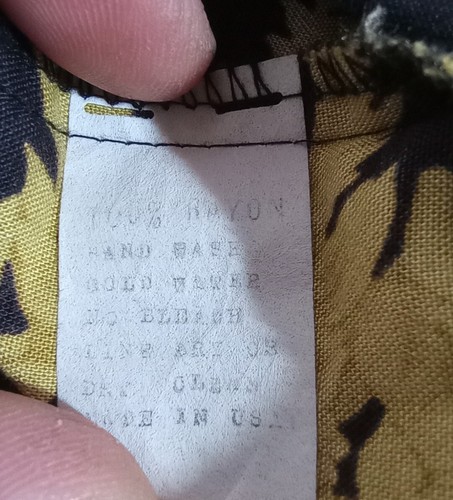 100% RAYON
HAND WASH
COLD WATER
NO BLEACH
LINE DRY OR
DRY CLEAN
MADE IN USA